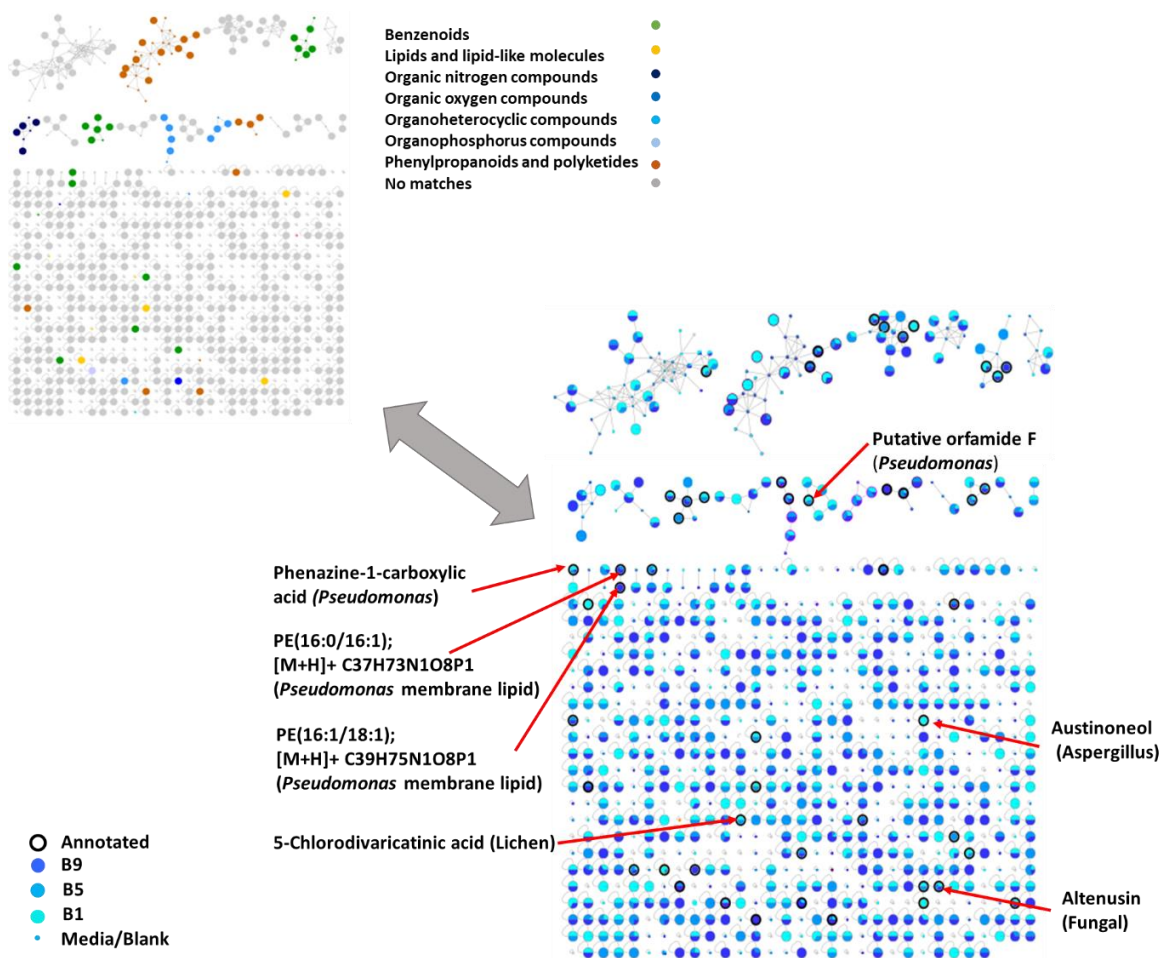 Benzenoids
Lipids and lipid-like molecules
Organic nitrogen compounds
Organic oxygen compounds
Organoheterocyclic compounds
Organophosphorus compounds
Phenylpropanoids and polyketides
No matches
Putative orfamide F
(Pseudomonas)
Phenazine-1-carboxylic
acid (Pseudomonas)
PE(16:0/16:1);
[M+H]+ C37H73N1O8P1
(Pseudomonas membrane lipid)
PE(16:1/18:1);
[M+H]+ C39H75N1O8P1
(Pseudomonas membrane lipid)
Austinoneol
(Aspergillus)
5-Chlorodivaricatinic acid (Lichen)
Altenusin
(Fungal)
Annotated
B9
B5
B1
Media/Blank